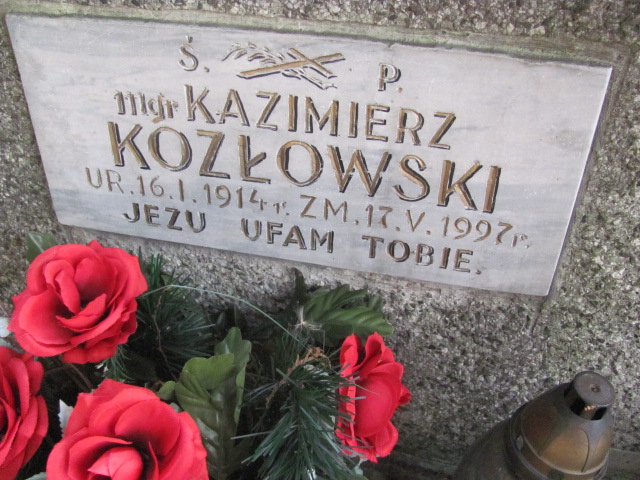 Ś. P.
mgr KAZIMIERZ
KOZŁOWSKI
UR. 16. I. 1914 r. ZM. 17. V. 1997 r.
JEZU UFAM TOBIE.